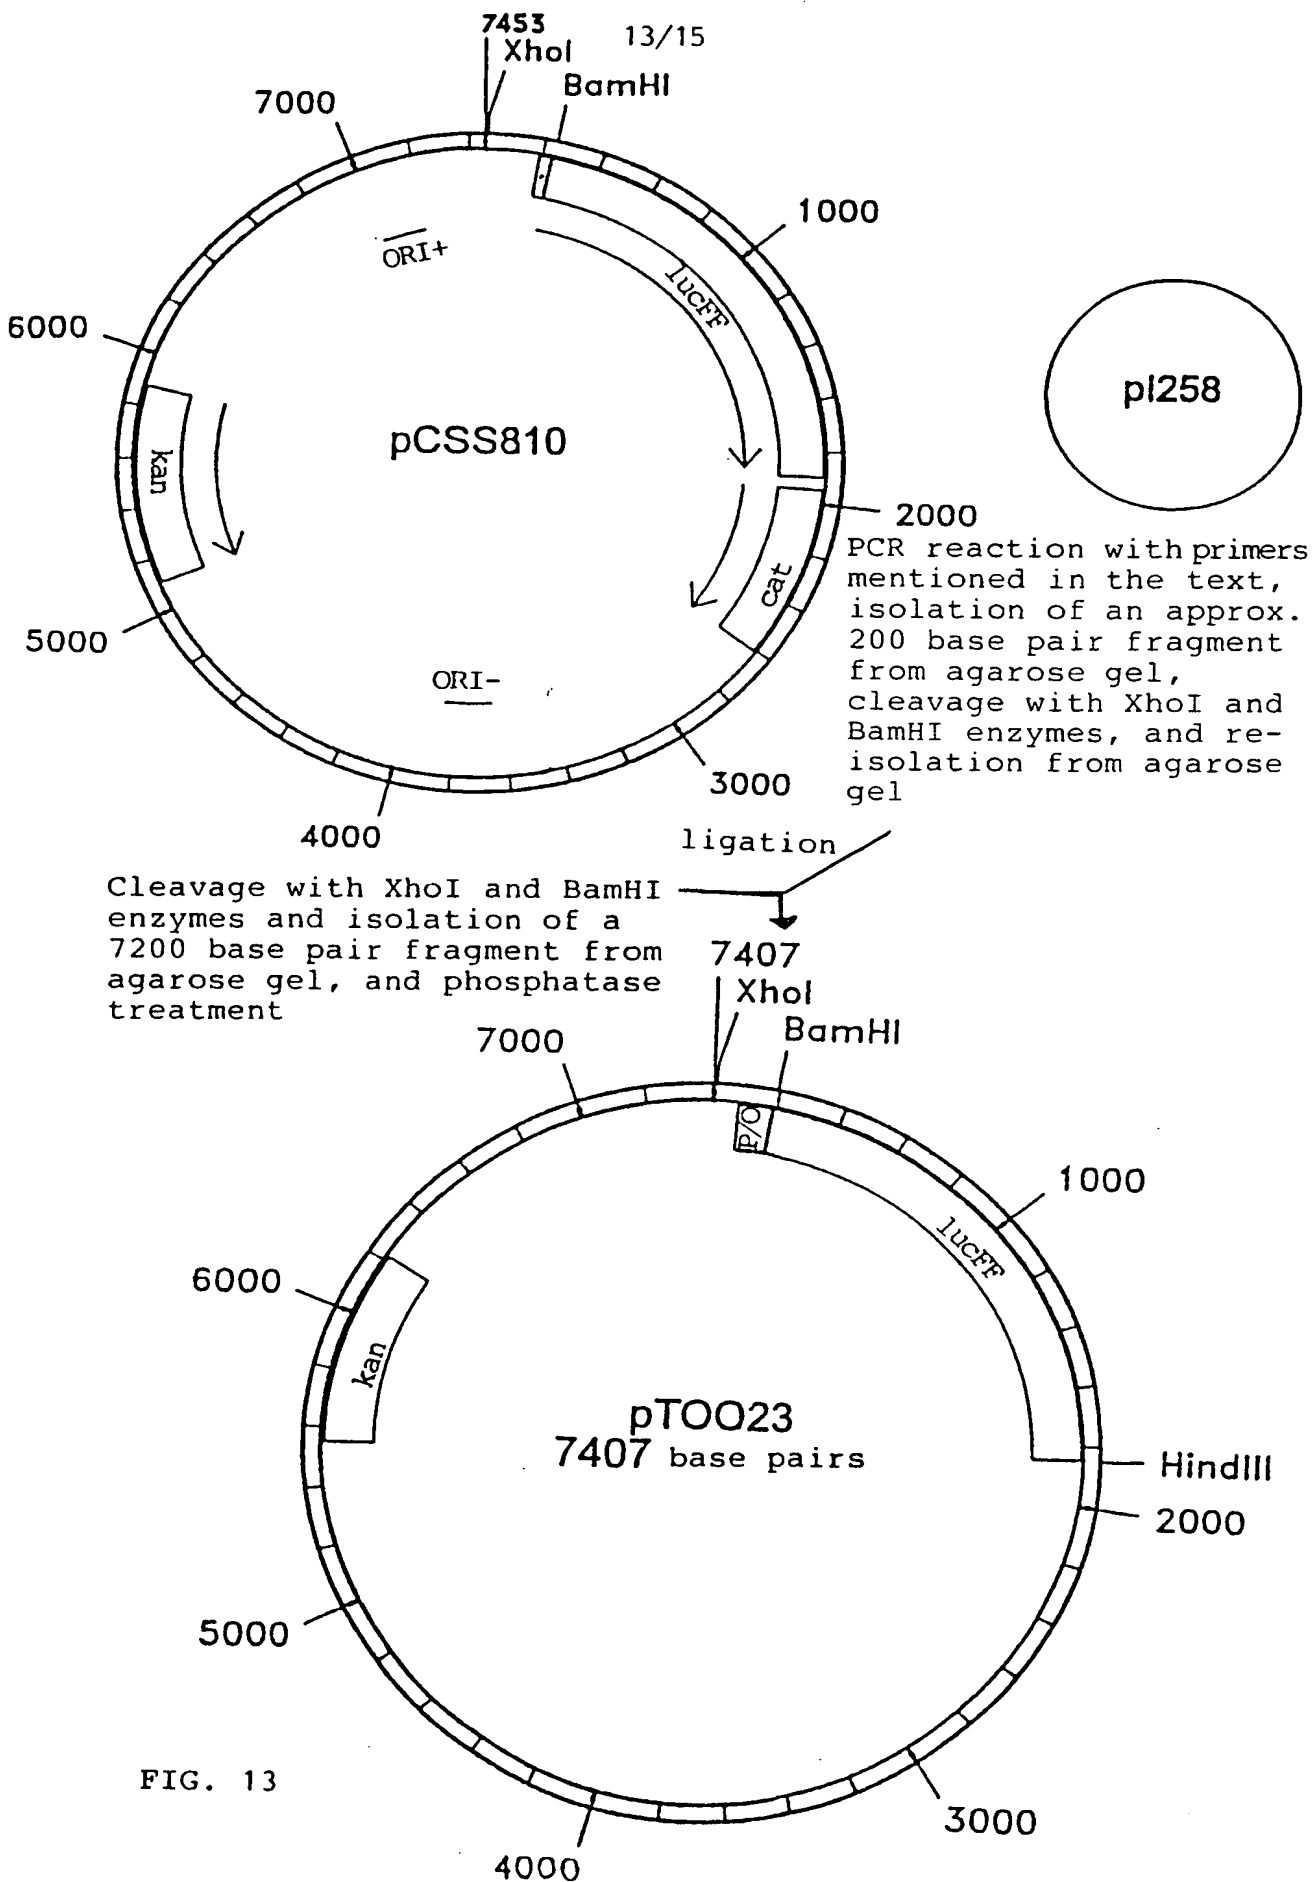 13/15
7453
XhoI
BamHI
7000
1000
ORI+
lucFF
6000
pI258
pCSS810
kan
2000
cat
5000
ORI-
3000
4000
PCR reaction with primers
mentioned in the text,
isolation of an approx.
200 base pair fragment
from agarose gel,
cleavage with XhoI and
BamHI enzymes, and re-
isolation from agarose
gel
ligation
Cleavage with XhoI and BamHI
enzymes and isolation of a
7200 base pair fragment from
agarose gel, and phosphatase
treatment
7407
XhoI
BamHI
7000
P/O
1000
lucFF
6000
kan
pTOO23
7407 base pairs
HindIII
2000
5000
3000
4000
FIG. 13